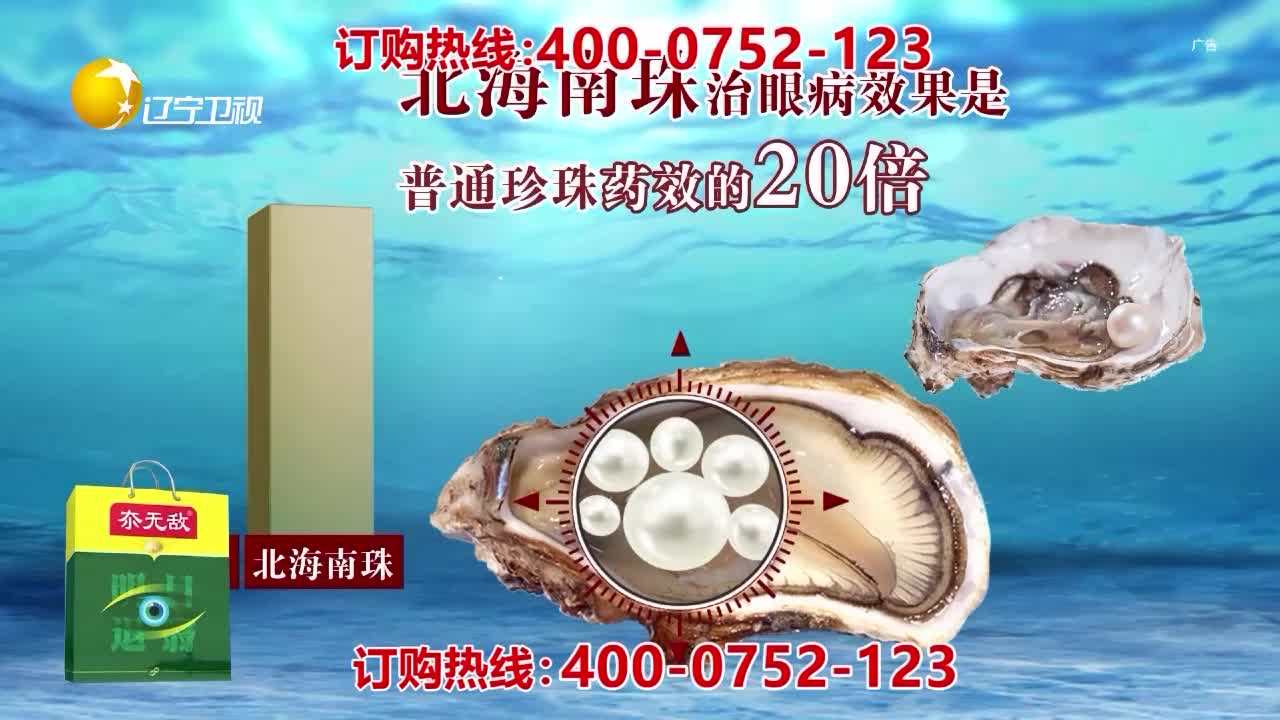 订购热线:400-0752-123
广告
辽宁卫视
北海南珠治眼病效果是
普通珍珠药效的20倍
夵无敌
北海南珠
订购热线:400-0752-123